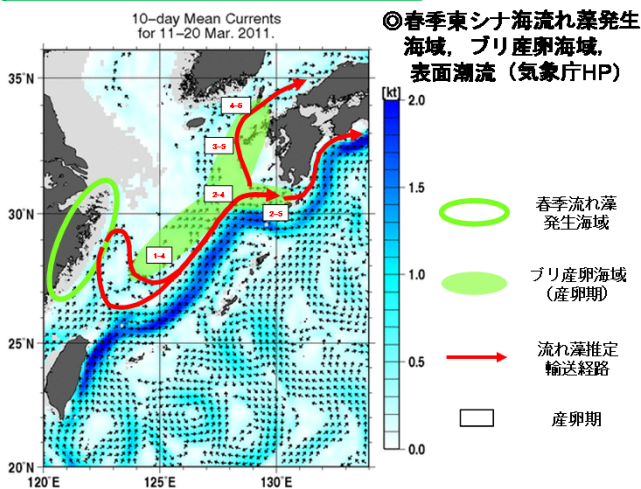 10-day Mean Currents
for 11-20 Mar. 2011.
◎春季東シナ海流れ藻発生
海域，ブリ産卵海域，
表面潮流（気象庁HP）
35°N
30°N
25°N
20°N
120°E
125°E
130°E
4-5
3-5
2-4
2-5
1-4
[kt]
2.0
1.5
1.0
0.5
0.0
春季流れ藻
発生海域
ブリ産卵海域
（産卵期）
流れ藻推定
輸送経路
産卵期